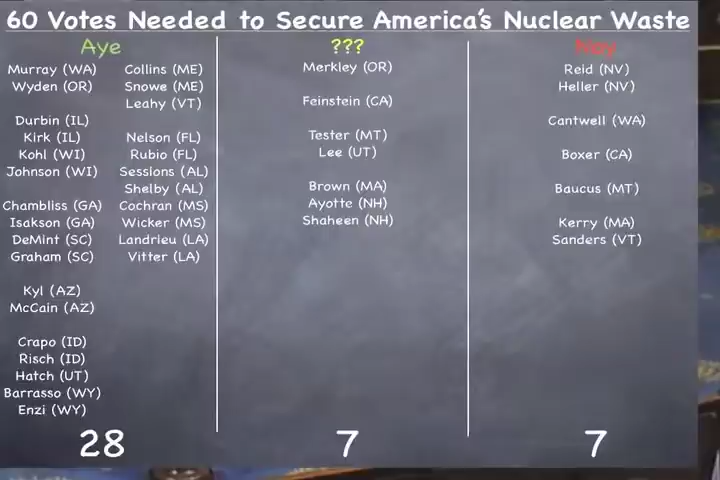 60 Votes Needed to Secure America's Nuclear Waste
Aye
Murray (WA)
Wyden (OR)
Durbin (IL)
Kirk (IL)
Kohl (WI)
Johnson (WI)
Chambliss (GA)
Isakson (GA)
DeMint (SC)
Graham (SC)
Kyl (AZ)
McCain (AZ)
Crapo (ID)
Risch (ID)
Hatch (UT)
Barrasso (WY)
Enzi (WY)
Collins (ME)
Snowe (ME)
Leahy (VT)
Nelson (FL)
Rubio (FL)
Sessions (AL)
Shelby (AL)
Cochran (MS)
Wicker (MS)
Landrieu (LA)
Vitter (LA)
28
???
Merkley (OR)
Feinstein (CA)
Tester (MT)
Lee (UT)
Brown (MA)
Ayotte (NH)
Shaheen (NH)
7
Nay
Reid (NV)
Heller (NV)
Cantwell (WA)
Boxer (CA)
Baucus (MT)
Kerry (MA)
Sanders (VT)
7